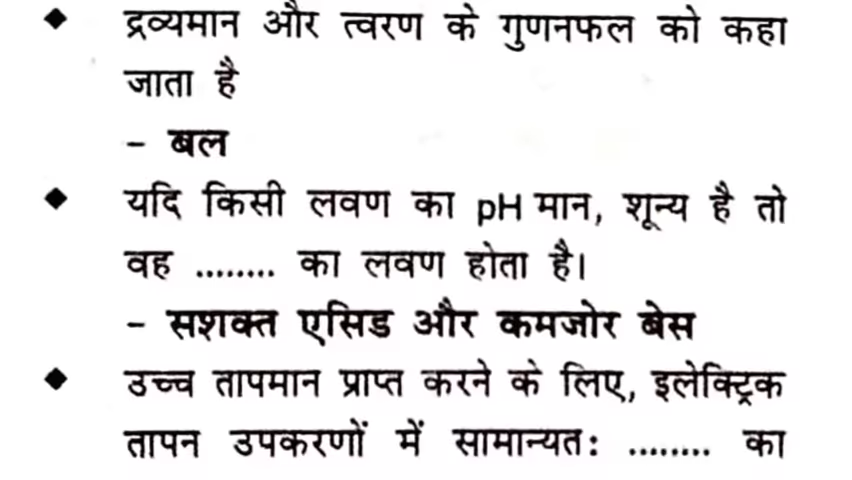 ◆ द्रव्यमान और त्वरण के गुणनफल को कहा
जाता है
– बल
◆ यदि किसी लवण का pH मान, शून्य है तो
वह ........ का लवण होता है।
– सशक्त एसिड और कमजोर बेस
◆ उच्च तापमान प्राप्त करने के लिए, इलेक्ट्रिक
तापन उपकरणों में सामान्यत: ........ का